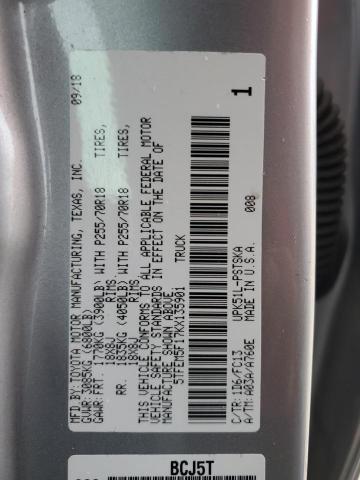 MFD BY: TOYOTA MOTOR MANUFACTURING, TEXAS, INC. 09/18
GVWR: 3085KG (6800LB)
GAWR:FRT. 1770KG (3900LB) WITH P255/70R18 TIRES,
18X8J RIMS
RR. 1835KG (4050LB) WITH P255/70R18 TIRES,
18X8J RIMS
THIS VEHICLE CONFORMS TO ALL APPLICABLE FEDERAL MOTOR
VEHICLE SAFETY STANDARDS IN EFFECT ON THE DATE OF
MANUFACTURE SHOWN ABOVE.
5TFEM5F17KX135901 TRUCK
C/TR: 1D6/FC13
A/TM: A03A/A760E
UPK51L-PSTSKA 008 1
MADE IN U.S.A.
BCJ5T